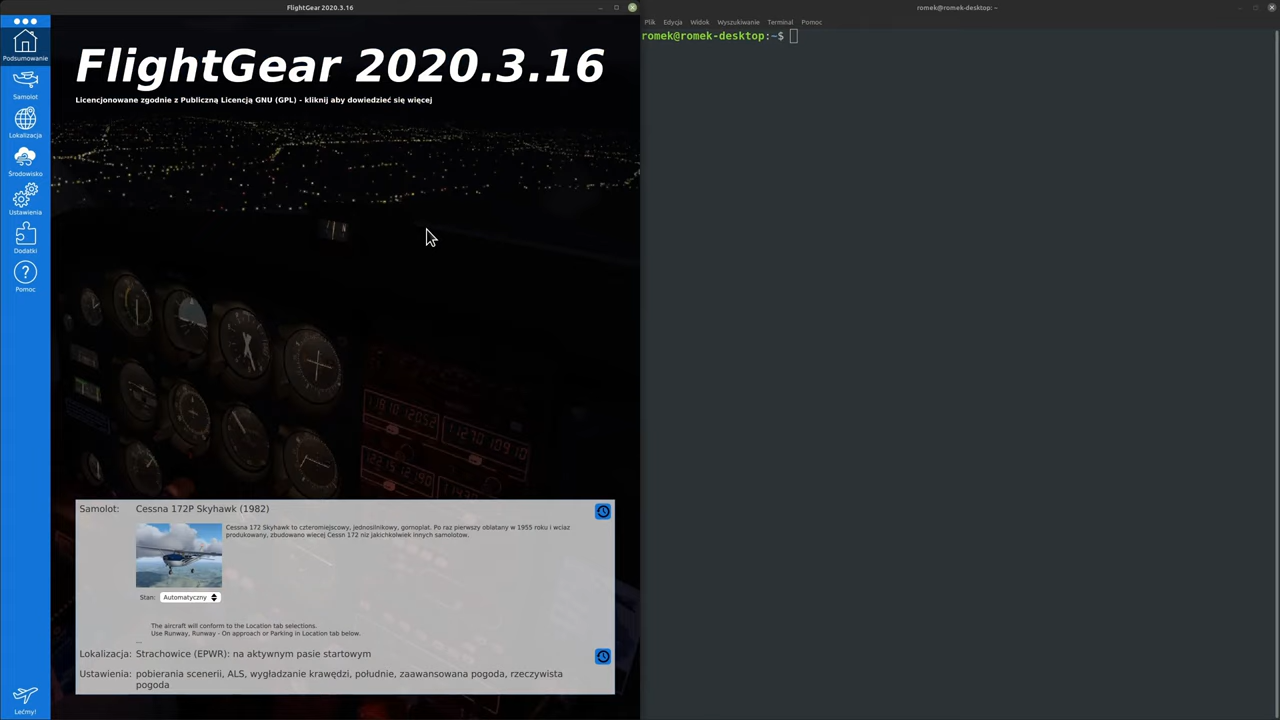 FlightGear 2020.3.16
romek@romek-desktop: ~
Podsumowanie
Samolot
Lokalizacja
Środowisko
Ustawienia
Dodatki
Pomoc
Lećmy!
FlightGear 2020.3.16
Licencjonowane zgodnie z Publiczną Licencją GNU (GPL) - kliknij aby dowiedzieć się więcej
Samolot: Cessna 172P Skyhawk (1982)
Cessna 172 Skyhawk to czteromiejscowy, jednosilnikowy, gornoplat. Po raz pierwszy oblatany w 1955 roku i wciaz
produkowany, zbudowano wiecej Cessn 172 niz jakichkolwiek innych samolotow.
Stan: Automatyczny
The aircraft will conform to the Location tab selections.
Use Runway, Runway - On approach or Parking in Location tab below.
...
Lokalizacja: Strachowice (EPWR): na aktywnym pasie startowym
Ustawienia: pobierania scenerii, ALS, wygładzanie krawędzi, południe, zaawansowana pogoda, rzeczywista
pogoda
Plik Edycja Widok Wyszukiwanie Terminal Pomoc
romek@romek-desktop:~$